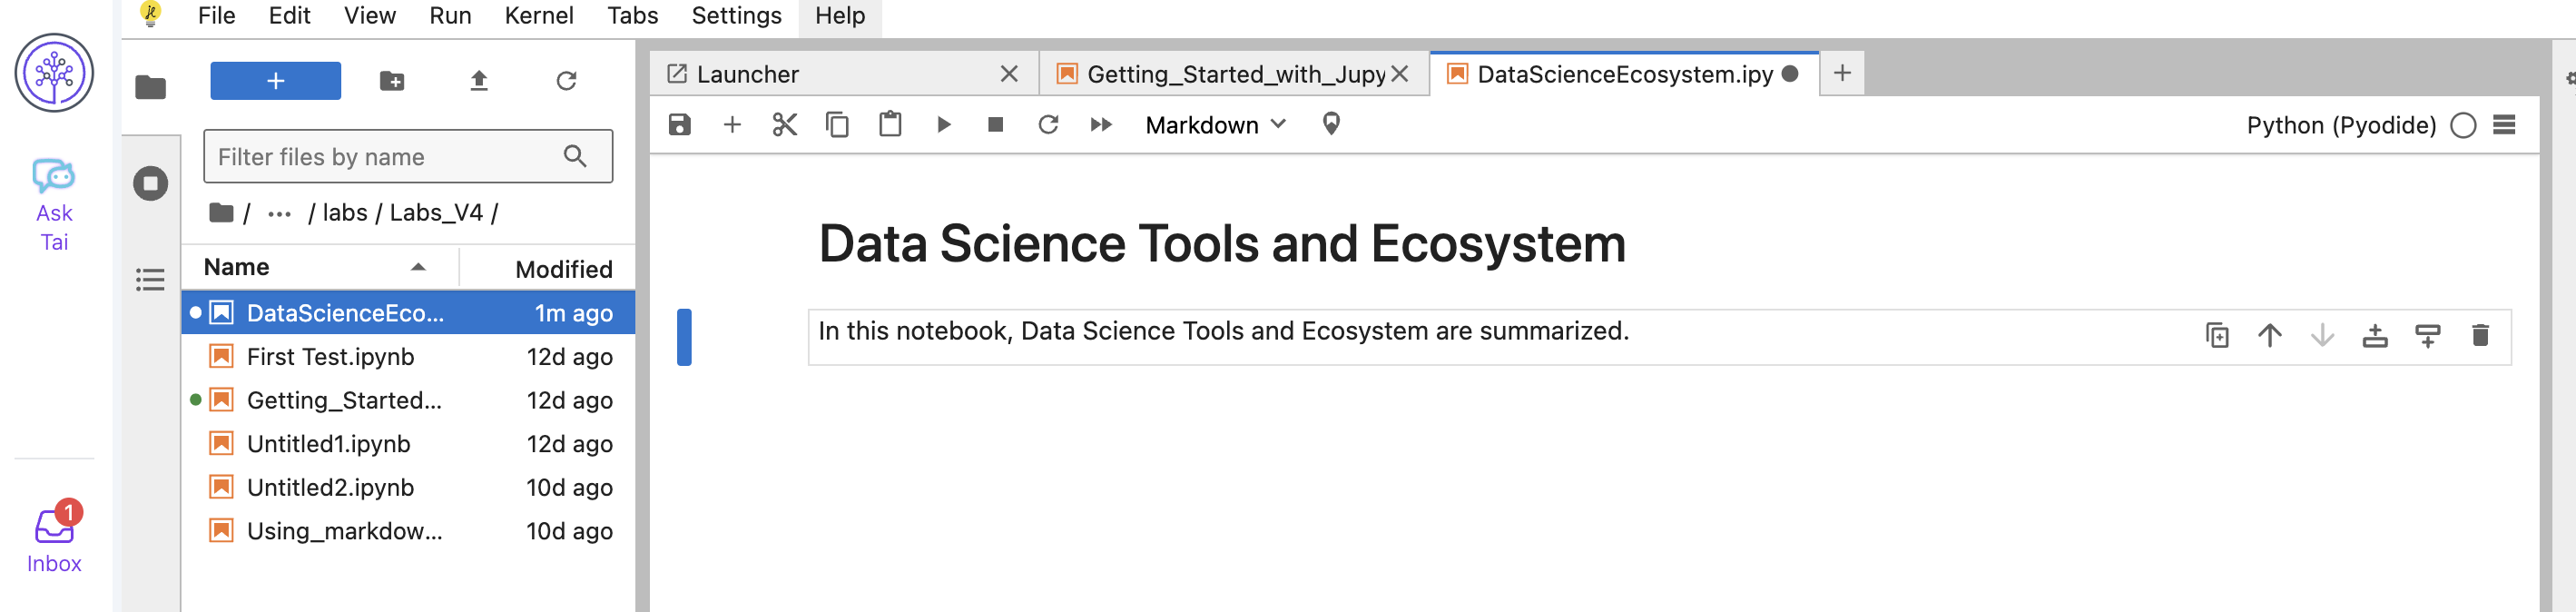 File Edit View Run Kernel Tabs Settings Help
Ask
Tai
1
Inbox
+
Filter files by name
/ ... / labs / Labs_V4 /
Name Modified
DataScienceEco... 1m ago
First Test.ipynb 12d ago
Getting_Started... 12d ago
Untitled1.ipynb 12d ago
Untitled2.ipynb 10d ago
Using_markdow... 10d ago
Launcher Getting_Started_with_Jupy DataScienceEcosystem.ipy
Markdown Python (Pyodide)
Data Science Tools and Ecosystem
In this notebook, Data Science Tools and Ecosystem are summarized.